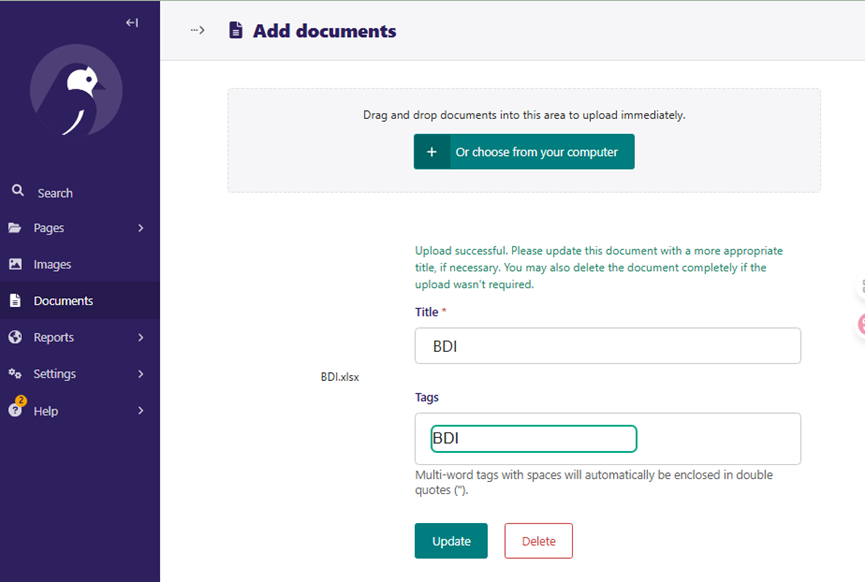 Add documents
Drag and drop documents into this area to upload immediately.
+ Or choose from your computer
Search
Pages
Images
Documents
Reports
Settings
2
Help
Upload successful. Please update this document with a more appropriate
title, if necessary. You may also delete the document completely if the
upload wasn't required.
Title *
BDI
BDI.xlsx
Tags
BDI
Multi-word tags with spaces will automatically be enclosed in double
quotes (").
Update
Delete